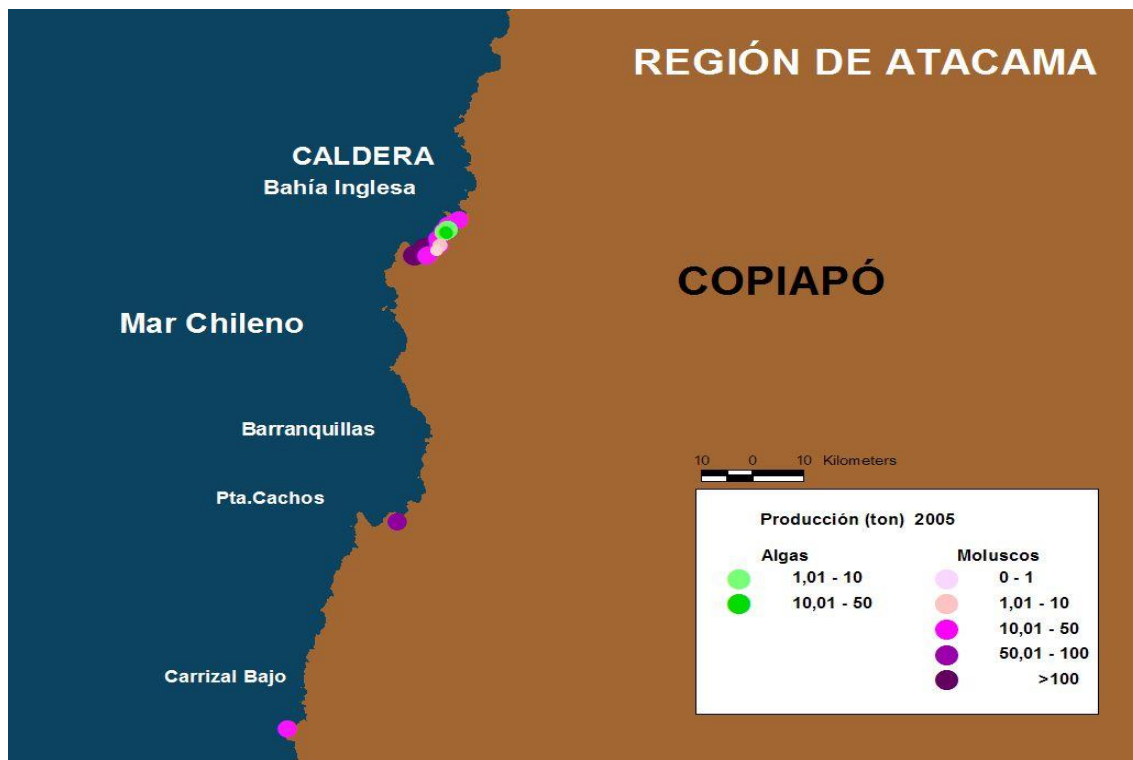 REGIÓN DE ATACAMA
CALDERA
Bahía Inglesa
COPIAPÓ
Mar Chileno
Barranquillas
Pta.Cachos
Carrizal Bajo
10 0 10 Kilometers
Producción (ton) 2005
Algas Moluscos
1,01 - 10 0 - 1
10,01 - 50 1,01 - 10
10,01 - 50
50,01 - 100
>100